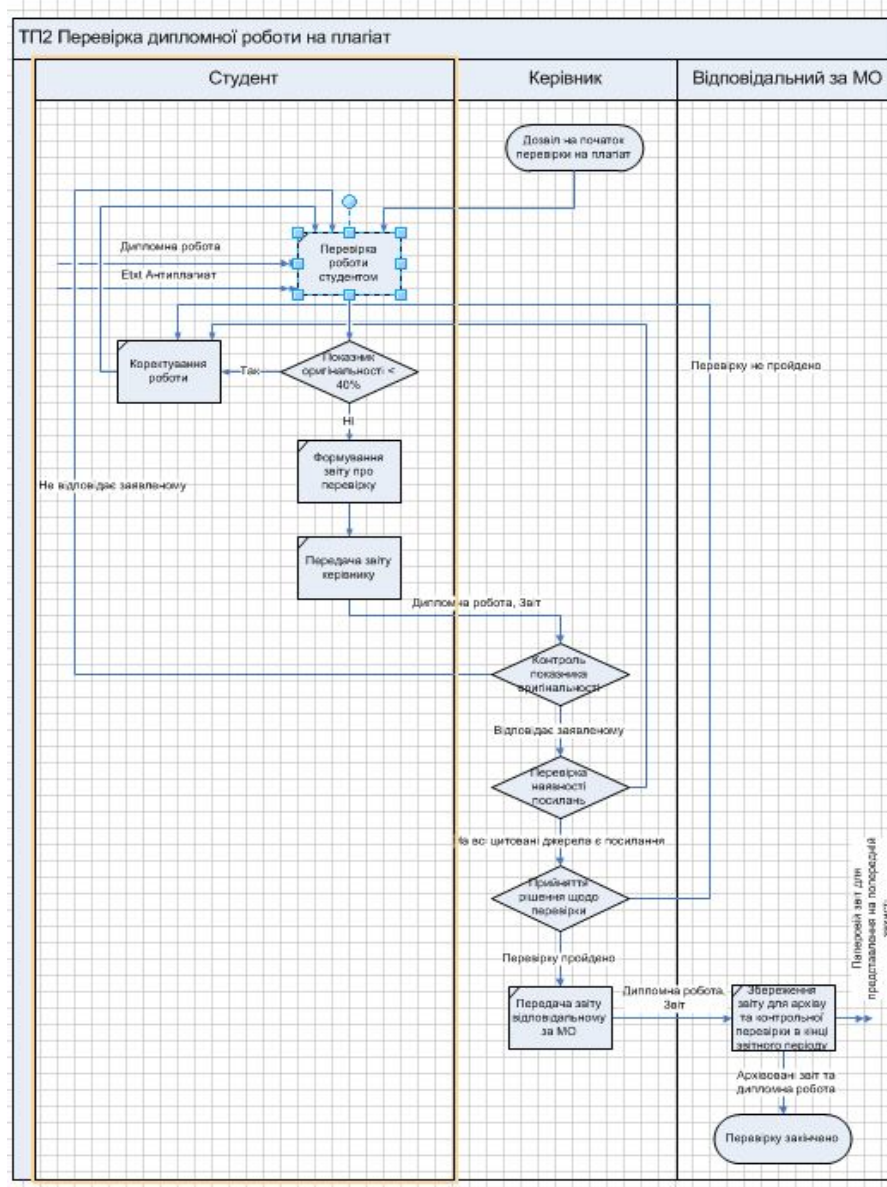 ТП2 Перевірка дипломної роботи на плагіат
Студент
Керівник
Відповідальний за МО
Дозвіл на початок
перевірки на плагіат
Дипломна робота
Etxt Антиплагиат
Перевірка
роботи
студентом
Коректування
роботи
Так
Показник
оригінальності <
40%
Перевірку не пройдено
Ні
Формування
звіту про
перевірку
Не відповідає заявленому
Передача звіту
керівнику
Дипломна робота, Звіт
Контроль
показника
оригінальності
Відповідає заявленому
Перевірка
наявності
посилань
На всі цитовані джерела є посилання
Прийняття
рішення щодо
перевірки
Паперовій звіт для
представлення на попередній
захисті
Перевірку пройдено
Передача звіту
відповідальному
за МО
Дипломна робота,
Звіт
Збереження
звіту для архіву
та контрольної
перевірки в кінці
звітного періоду
Архівовані звіт та
дипломна робота
Перевірку закінчено